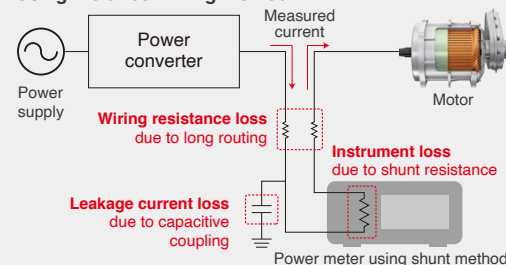 Measured
current
Power
converter
Power
supply
Motor
Wiring resistance loss
due to long routing
Instrument loss
due to shunt resistance
Leakage current loss
due to capacitive
coupling
Power meter using shunt method